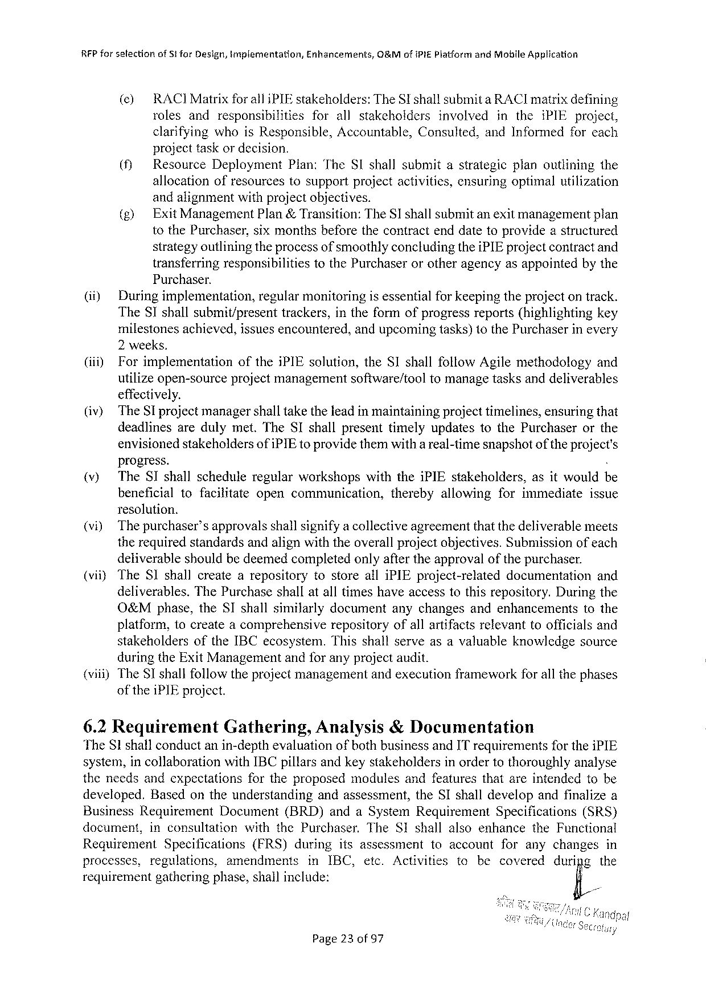 RFP for selection of SI for Design, Implementation, Enhancements, O&M of iPIE Platform and Mobile Application
(e) RACI Matrix for all iPIE stakeholders: The SI shall submit a RACI matrix defining
roles and responsibilities for all stakeholders involved in the iPIE project,
clarifying who is Responsible, Accountable, Consulted, and Informed for each
project task or decision.
(f) Resource Deployment Plan: The SI shall submit a strategic plan outlining the
allocation of resources to support project activities, ensuring optimal utilization
and alignment with project objectives.
(g) Exit Management Plan & Transition: The SI shall submit an exit management plan
to the Purchaser, six months before the contract end date to provide a structured
strategy outlining the process of smoothly concluding the iPIE project contract and
transferring responsibilities to the Purchaser or other agency as appointed by the
Purchaser.
(ii) During implementation, regular monitoring is essential for keeping the project on track.
The SI shall submit/present trackers, in the form of progress reports (highlighting key
milestones achieved, issues encountered, and upcoming tasks) to the Purchaser in every
2 weeks.
(iii) For implementation of the iPIE solution, the SI shall follow Agile methodology and
utilize open-source project management software/tool to manage tasks and deliverables
effectively.
(iv) The SI project manager shall take the lead in maintaining project timelines, ensuring that
deadlines are duly met. The SI shall present timely updates to the Purchaser or the
envisioned stakeholders of iPIE to provide them with a real-time snapshot of the project's
progress.
(v) The SI shall schedule regular workshops with the iPIE stakeholders, as it would be
beneficial to facilitate open communication, thereby allowing for immediate issue
resolution.
(vi) The purchaser's approvals shall signify a collective agreement that the deliverable meets
the required standards and align with the overall project objectives. Submission of each
deliverable should be deemed completed only after the approval of the purchaser.
(vii) The SI shall create a repository to store all iPIE project-related documentation and
deliverables. The Purchase shall at all times have access to this repository. During the
O&M phase, the SI shall similarly document any changes and enhancements to the
platform, to create a comprehensive repository of all artifacts relevant to officials and
stakeholders of the IBC ecosystem. This shall serve as a valuable knowledge source
during the Exit Management and for any project audit.
(viii) The SI shall follow the project management and execution framework for all the phases
of the iPIE project.
6.2 Requirement Gathering, Analysis & Documentation
The SI shall conduct an in-depth evaluation of both business and IT requirements for the iPIE
system, in collaboration with IBC pillars and key stakeholders in order to thoroughly analyse
the needs and expectations for the proposed modules and features that are intended to be
developed. Based on the understanding and assessment, the SI shall develop and finalize a
Business Requirement Document (BRD) and a System Requirement Specifications (SRS)
document, in consultation with the Purchaser. The SI shall also enhance the Functional
Requirement Specifications (FRS) during its assessment to account for any changes in
processes, regulations, amendments in IBC, etc. Activities to be covered during the
requirement gathering phase, shall include:
/Anil C Kandpal
अवर सचिव/Under Secretary
Page 23 of 97